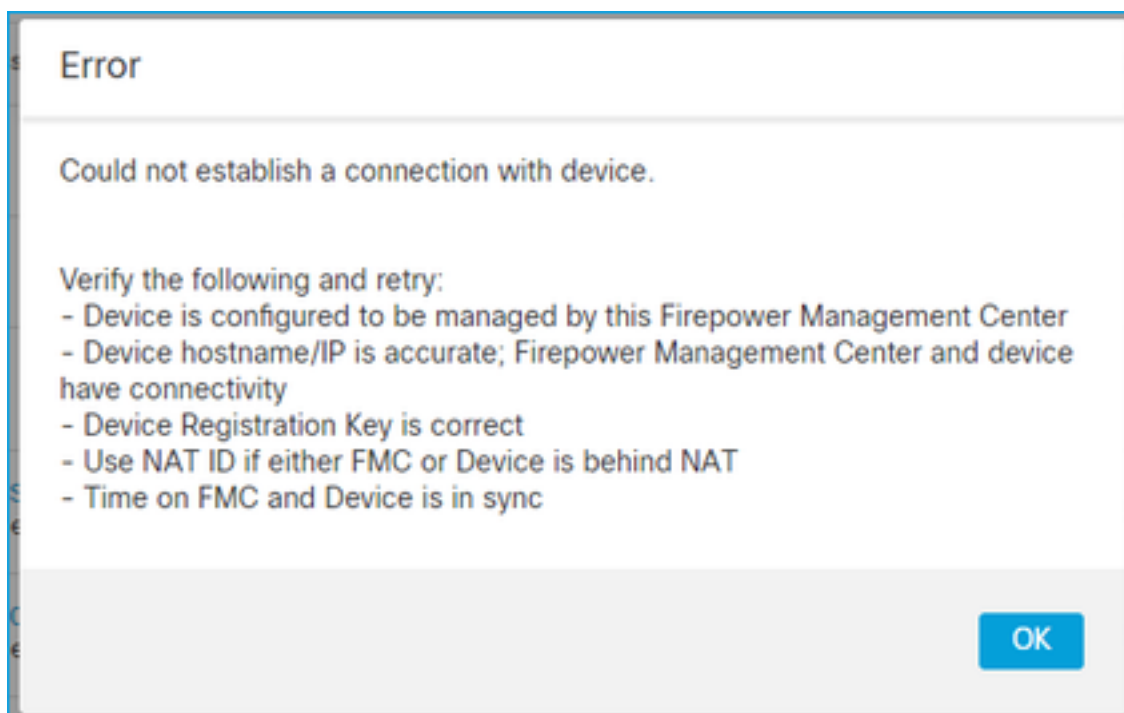 Error
Could not establish a connection with device.
Verify the following and retry:
- Device is configured to be managed by this Firepower Management Center
- Device hostname/IP is accurate; Firepower Management Center and device
have connectivity
- Device Registration Key is correct
- Use NAT ID if either FMC or Device is behind NAT
- Time on FMC and Device is in sync
OK